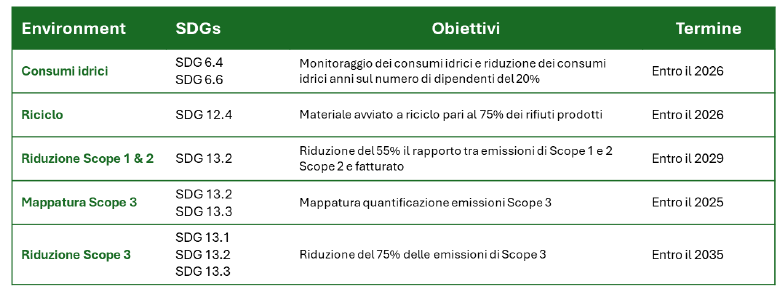 Environment SDGs Obiettivi Termine
Consumi idrici
SDG 6.4
SDG 6.6
Monitoraggio dei consumi idrici e riduzione dei consumi
idrici anni sul numero di dipendenti del 20%
Entro il 2026
Riciclo
SDG 12.4
Materiale avviato a riciclo pari al 75% dei rifiuti prodotti
Entro il 2026
Riduzione Scope 1 & 2
SDG 13.2
Riduzione del 55% il rapporto tra emissioni di Scope 1 e 2
Scope 2 e fatturato
Entro il 2029
Mappatura Scope 3
SDG 13.2
SDG 13.3
Mappatura quantificazione emissioni Scope 3
Entro il 2025
Riduzione Scope 3
SDG 13.1
SDG 13.2
SDG 13.3
Riduzione del 75% delle emissioni di Scope 3
Entro il 2035